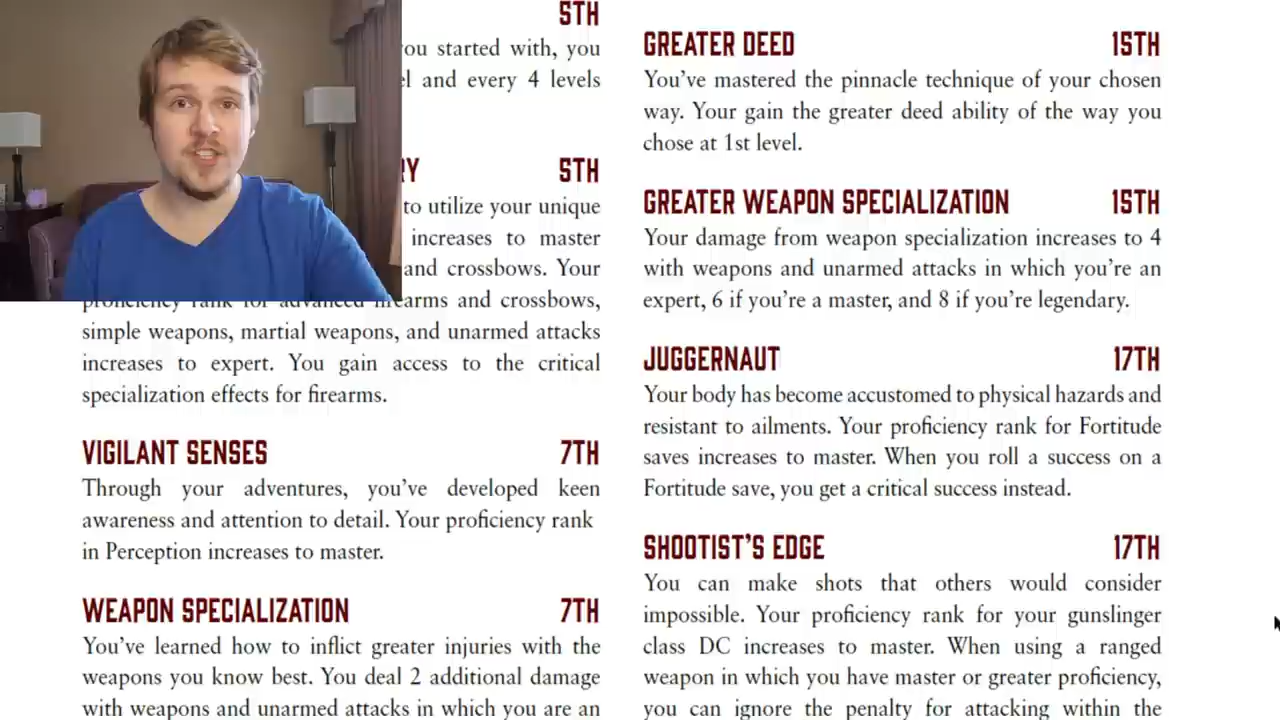 5TH
you started with, you
and every 4 levels
5TH
to utilize your unique
increases to master
and crossbows. Your
proficiency rank for advanced firearms and crossbows,
simple weapons, martial weapons, and unarmed attacks
increases to expert. You gain access to the critical
specialization effects for firearms.
VIGILANT SENSES 7TH
Through your adventures, you've developed keen
awareness and attention to detail. Your proficiency rank
in Perception increases to master.
WEAPON SPECIALIZATION 7TH
You've learned how to inflict greater injuries with the
weapons you know best. You deal 2 additional damage
with weapons and unarmed attacks in which you are an
GREATER DEED 15TH
You've mastered the pinnacle technique of your chosen
way. Your gain the greater deed ability of the way you
chose at 1st level.
GREATER WEAPON SPECIALIZATION 15TH
Your damage from weapon specialization increases to 4
with weapons and unarmed attacks in which you're an
expert, 6 if you're a master, and 8 if you're legendary.
JUGGERNAUT 17TH
Your body has become accustomed to physical hazards and
resistant to ailments. Your proficiency rank for Fortitude
saves increases to master. When you roll a success on a
Fortitude save, you get a critical success instead.
SHOOTIST'S EDGE 17TH
You can make shots that others would consider
impossible. Your proficiency rank for your gunslinger
class DC increases to master. When using a ranged
weapon in which you have master or greater proficiency,
you can ignore the penalty for attacking within the